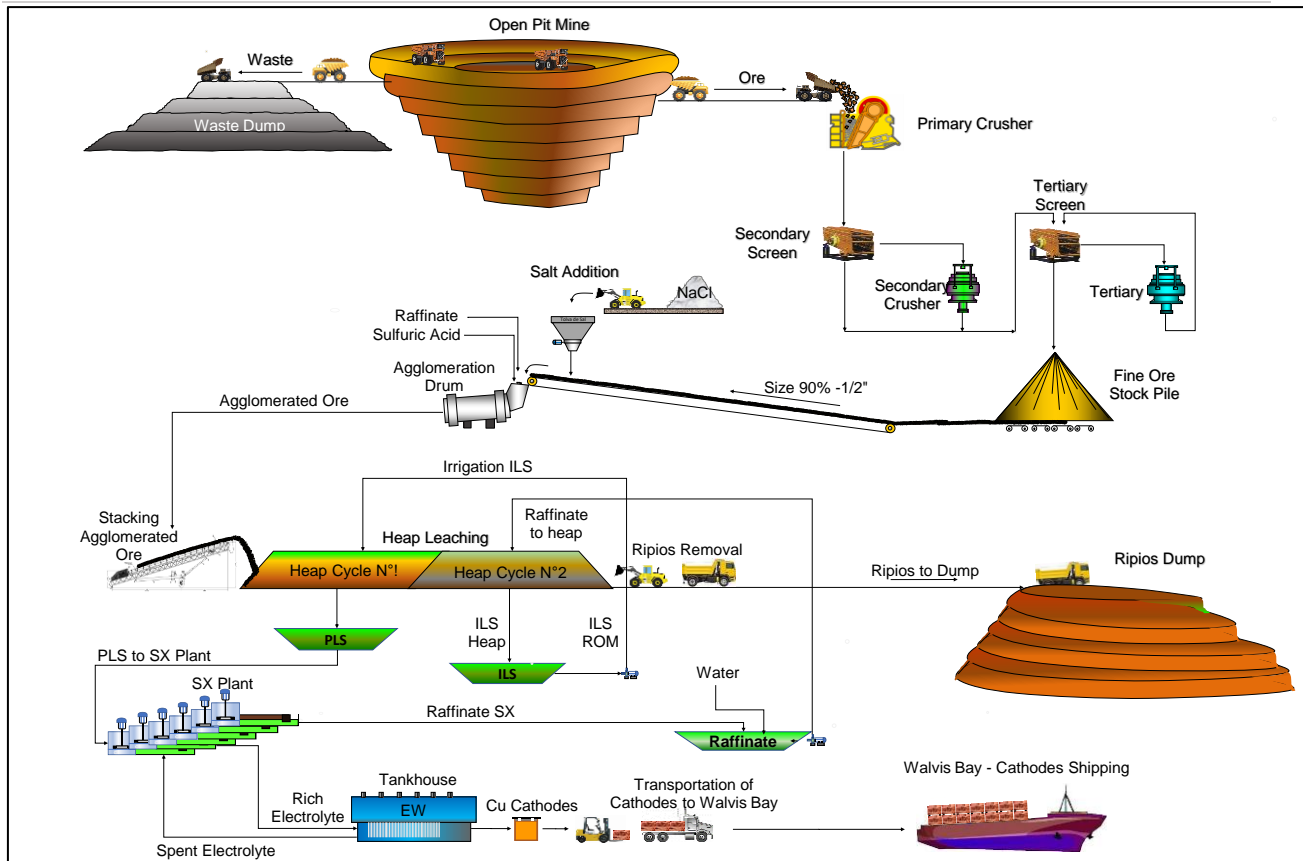 Open Pit Mine
Waste
Ore
Waste Dump
Primary Crusher
Tertiary
Screen
Secondary
Screen
Salt Addition
NaCl
Secondary
Crusher
Tertiary
Tolva de Sal
Raffinate
Sulfuric Acid
Agglomeration
Drum
Size 90% -1/2"
Fine Ore
Stock Pile
Agglomerated Ore
Irrigation ILS
Stacking
Agglomerated
Ore
Heap Leaching
Raffinate
to heap
Ripios Removal
Ripios Dump
Heap Cycle N°!
Heap Cycle N°2
Ripios to Dump
PLS
ILS
Heap
ILS
ROM
PLS to SX Plant
ILS
Water
SX Plant
Raffinate SX
Raffinate
Tankhouse
Transportation of
Cathodes to Walvis Bay
Walvis Bay - Cathodes Shipping
Rich
Electrolyte
EW
Cu Cathodes
Spent Electrolyte